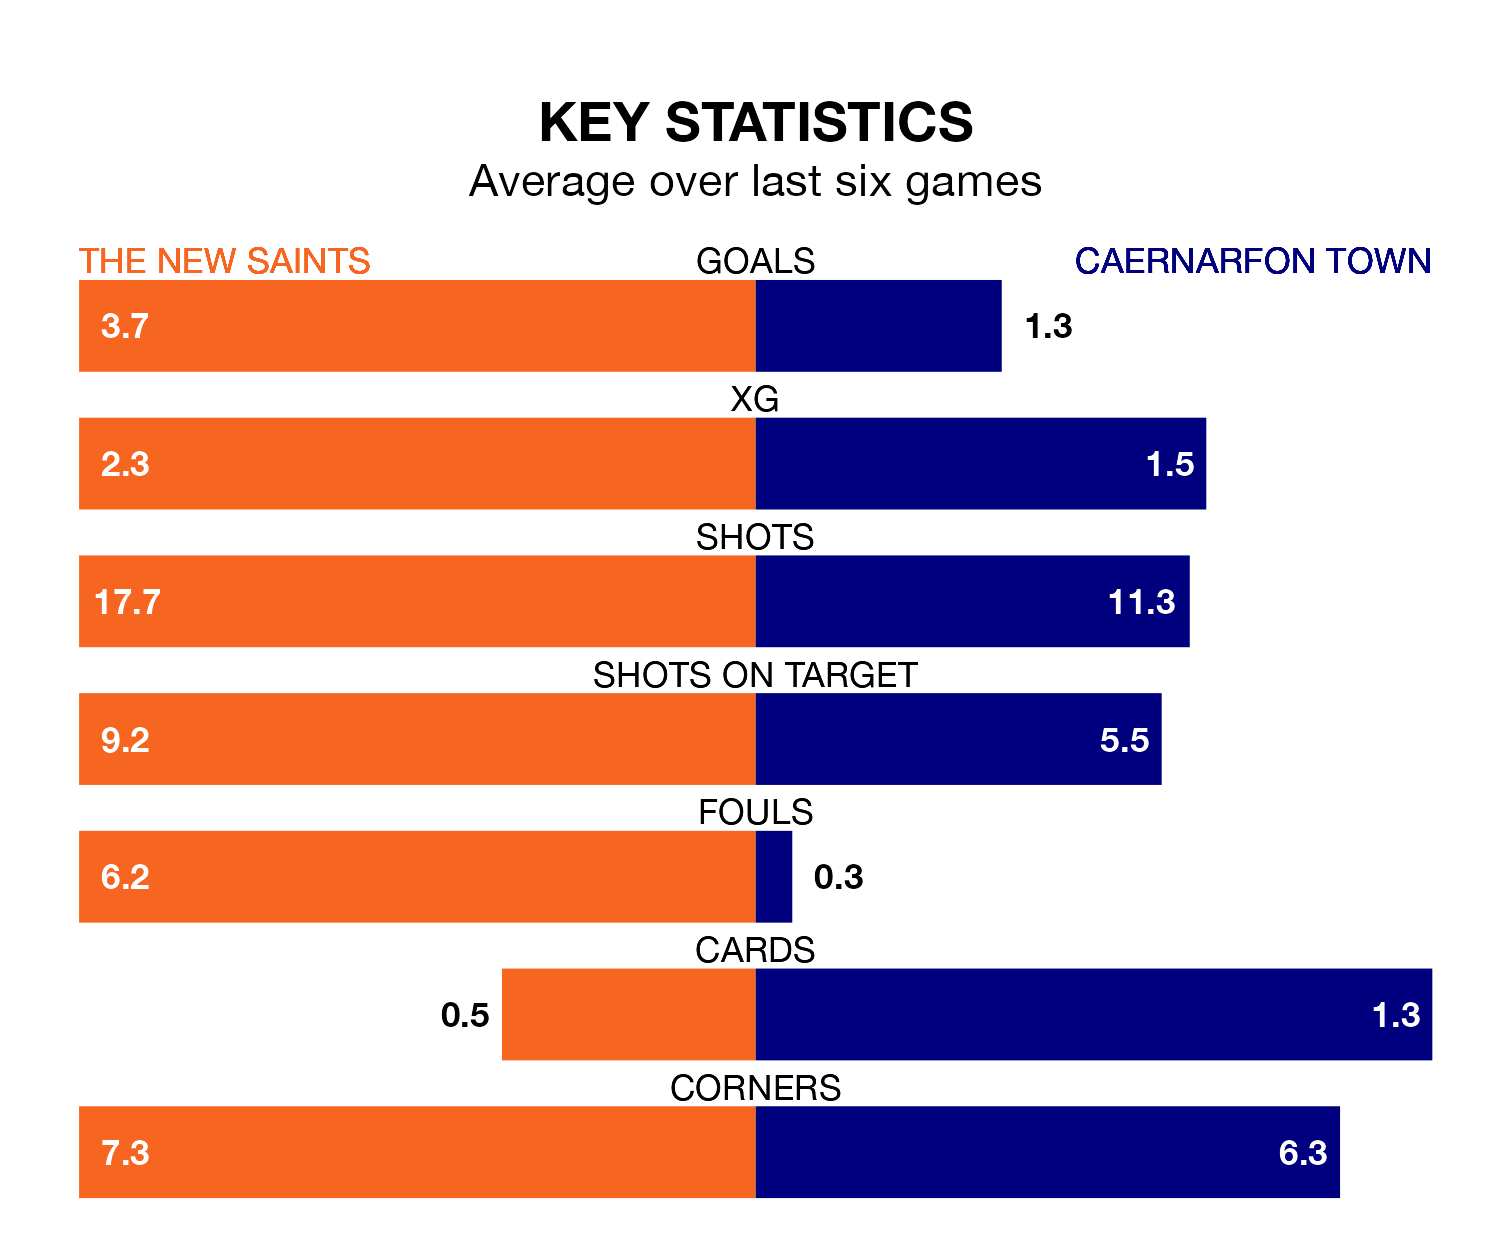 KEY STATISTICS
Average over last six games
THE NEW SAINTS GOALS CAERNARFON TOWN
3.7 1.3
XG
2.3 1.5
SHOTS
17.7 11.3
SHOTS ON TARGET
9.2 5.5
FOULS
6.2 0.3
CARDS
0.5 1.3
CORNERS
7.3 6.3